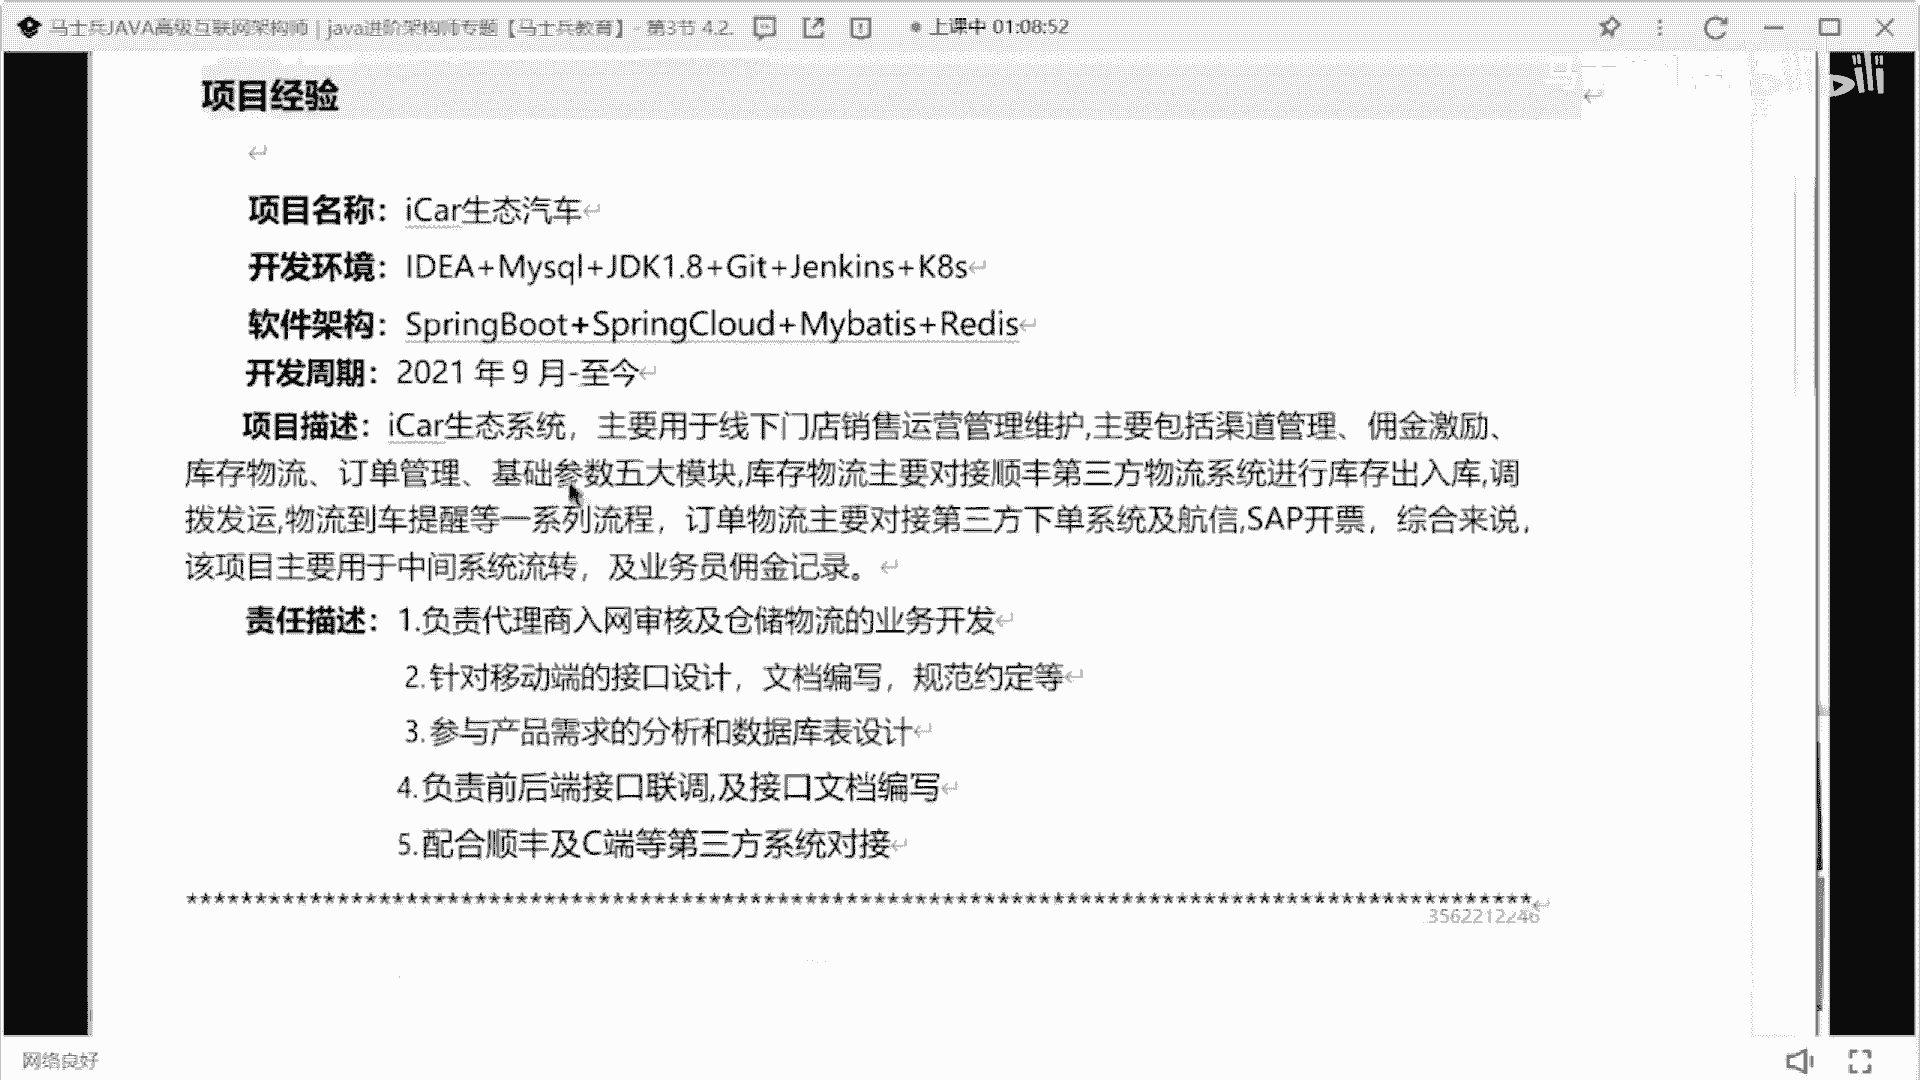 马士兵JAVA高级互联网架构师 | java进阶架构师专题【马士兵教育】- 第3节 4.2.
上课中 01:08:52
项目经验
项目名称：iCar生态汽车
开发环境：IDEA+Mysql+JDK1.8+Git+Jenkins+K8s
软件架构：SpringBoot+SpringCloud+Mybatis+Redis
开发周期：2021 年 9 月-至今
项目描述：iCar生态系统，主要用于线下门店销售运营管理维护,主要包括渠道管理、佣金激励、
库存物流、订单管理、基础参数五大模块,库存物流主要对接顺丰第三方物流系统进行库存出入库,调
拨发运,物流到车提醒等一系列流程，订单物流主要对接第三方下单系统及航信,SAP开票，综合来说，
该项目主要用于中间系统流转，及业务员佣金记录。
责任描述：1.负责代理商入网审核及仓储物流的业务开发
2.针对移动端的接口设计，文档编写，规范约定等
3.参与产品需求的分析和数据库表设计
4.负责前后端接口联调,及接口文档编写
5.配合顺丰及C端等第三方系统对接
******************************************************************************************
3562212246
网络良好